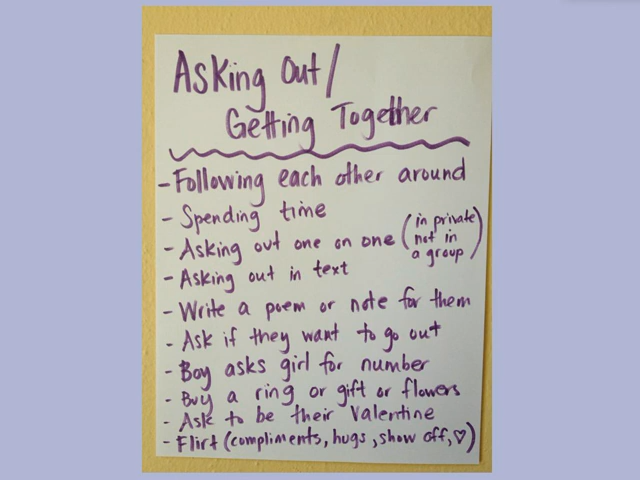 Asking Out/
Getting Together
- Following each other around
- Spending time
- Asking out one on one (in private not in a group)
- Asking out in text
- Write a poem or note for them
- Ask if they want to go out
- Boy asks girl for number
- Buy a ring or gift or flowers
- Ask to be their Valentine
- Flirt (compliments, hugs, show off, ♡)